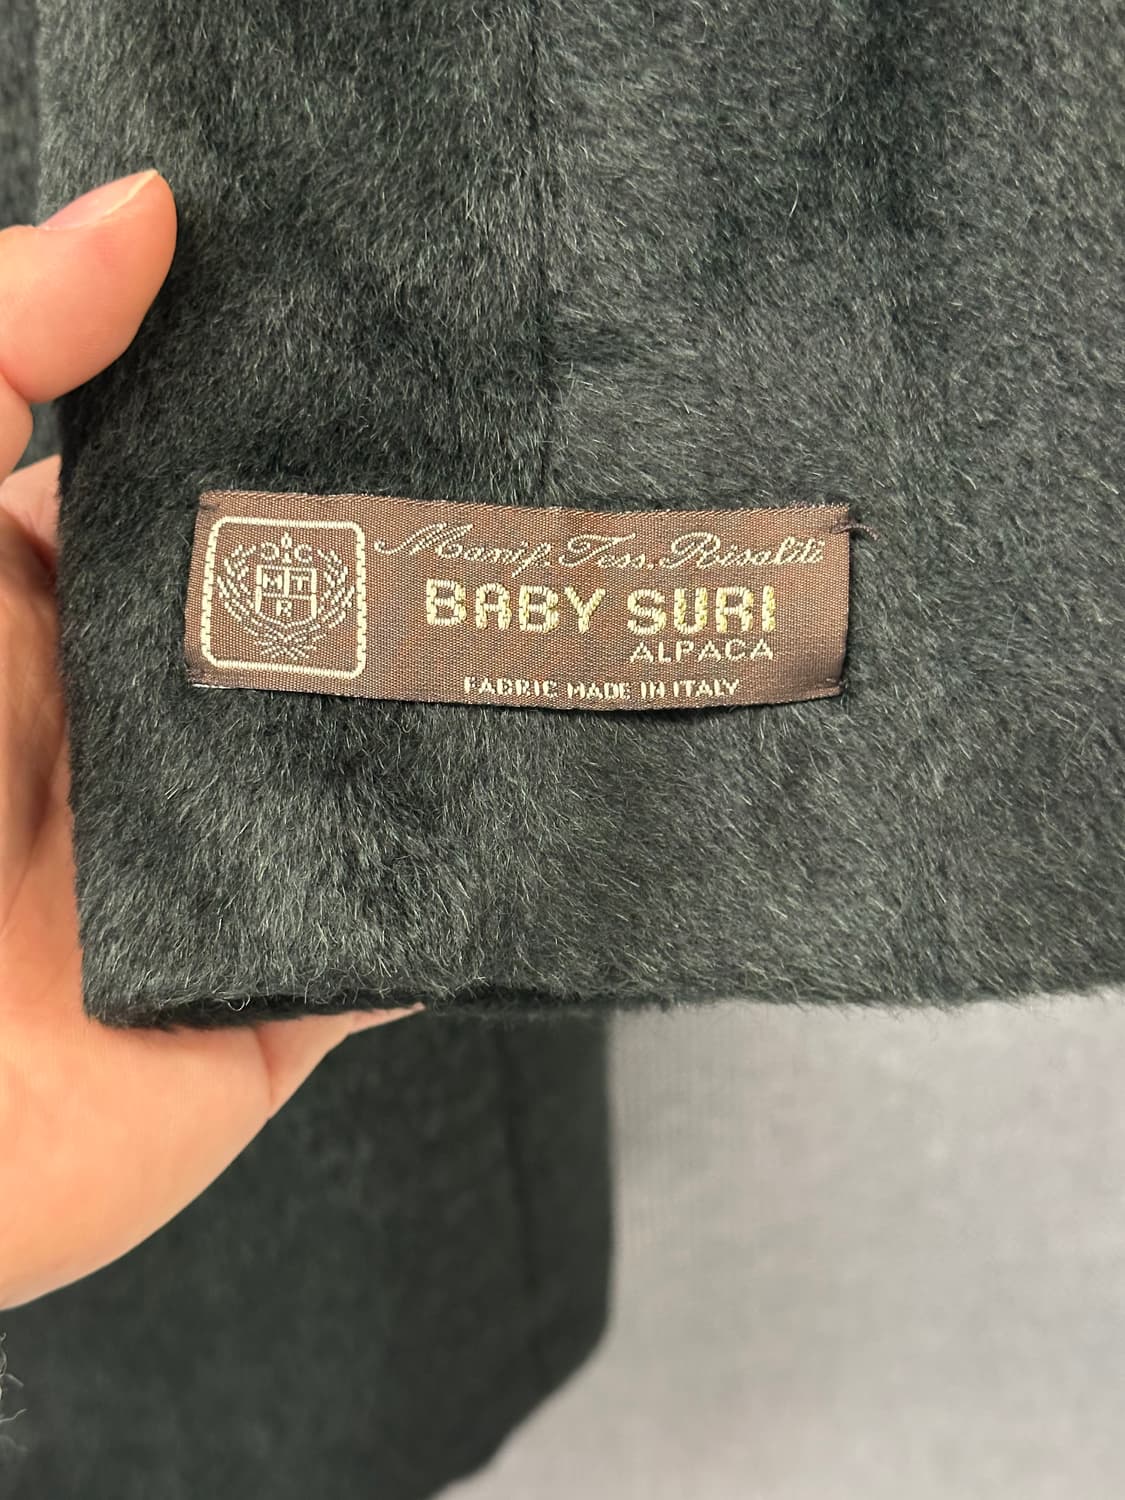 Manif. Tess. Risaliti
BABY SURI
ALPACA
FABRIC MADE IN ITALY
M T
R